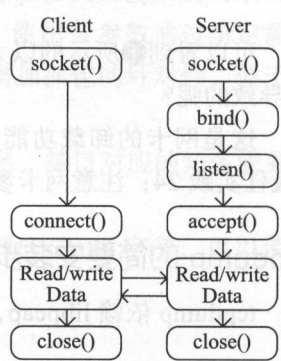 Client Server
socket() socket()
bind()
listen()
connect() accept()
Read/write Read/write
Data Data
close() close()